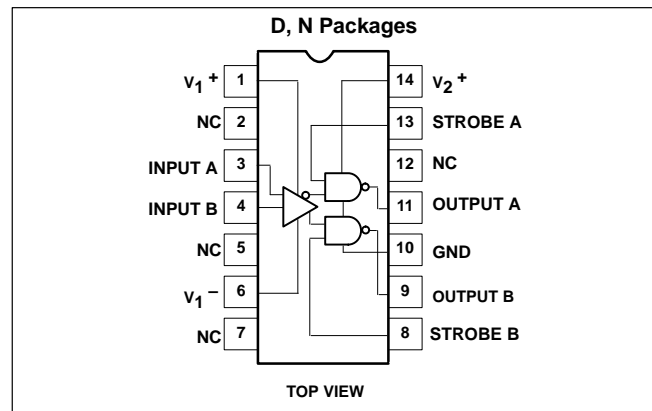 D, N Packages
V1 + 1 14 V2 +
NC 2 13 STROBE A
INPUT A 3 12 NC
INPUT B 4 11 OUTPUT A
NC 5 10 GND
V1 – 6 9 OUTPUT B
NC 7 8 STROBE B
TOP VIEW